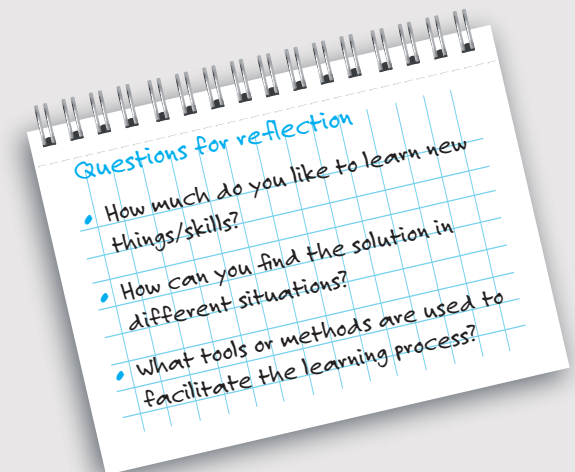 Questions for reflection
• How much do you like to learn new
things/skills?
• How can you find the solution in
different situations?
• What tools or methods are used to
facilitate the learning process?